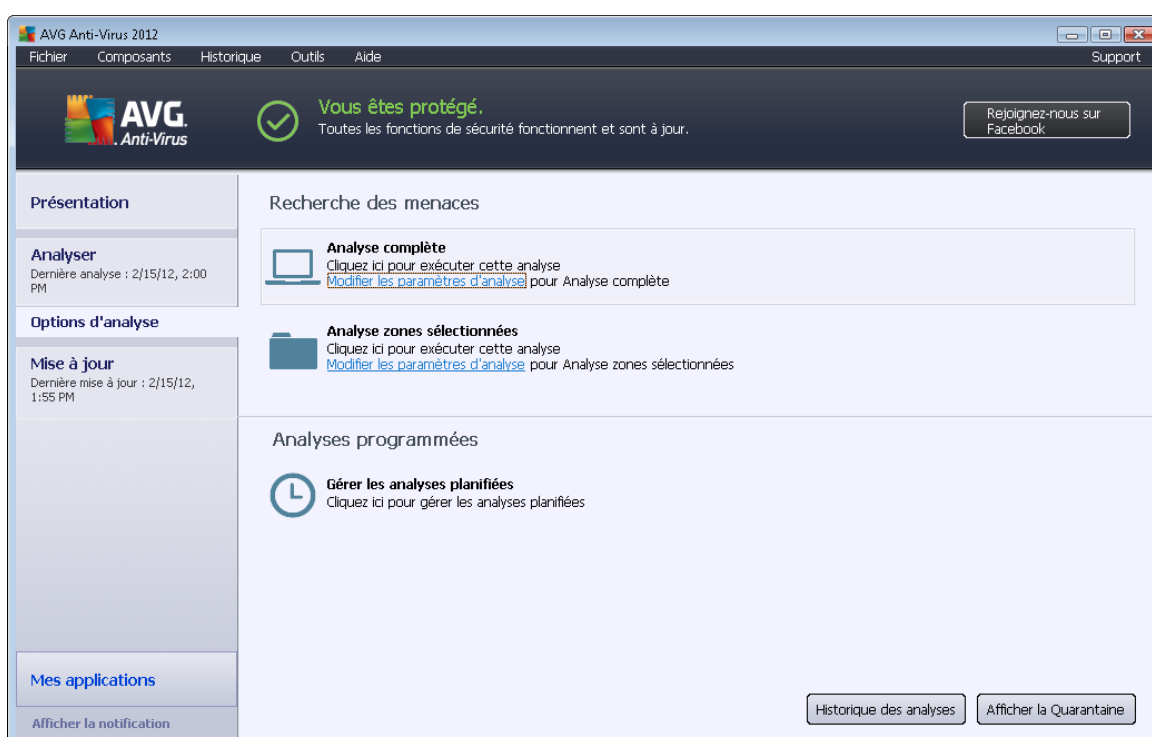 AVG Anti-Virus 2012
Fichier Composants Historique Outils Aide Support
AVG.
Anti-Virus
Vous êtes protégé.
Toutes les fonctions de sécurité fonctionnent et sont à jour.
Rejoignez-nous sur
Facebook
Présentation
Analyser
Dernière analyse : 2/15/12, 2:00
PM
Options d'analyse
Mise à jour
Dernière mise à jour : 2/15/12,
1:55 PM
Mes applications
Afficher la notification
Recherche des menaces
Analyse complète
Cliquez ici pour exécuter cette analyse
Modifier les paramètres d'analyse pour Analyse complète
Analyse zones sélectionnées
Cliquez ici pour exécuter cette analyse
Modifier les paramètres d'analyse pour Analyse zones sélectionnées
Analyses programmées
Gérer les analyses planifiées
Cliquez ici pour gérer les analyses planifiées
Historique des analyses
Afficher la Quarantaine